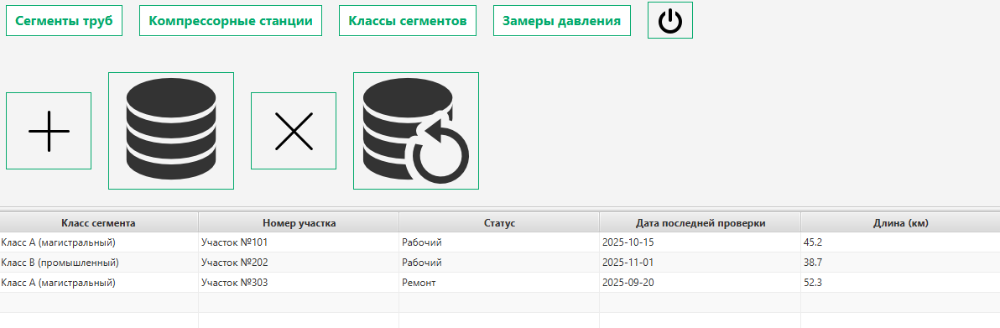 Сегменты труб Компрессорные станции Классы сегментов Замеры давления
Класс сегмента Номер участка Статус Дата последней проверки Длина (км)
Класс А (магистральный) Участок №101 Рабочий 2025-10-15 45.2
Класс В (промышленный) Участок №202 Рабочий 2025-11-01 38.7
Класс А (магистральный) Участок №303 Ремонт 2025-09-20 52.3